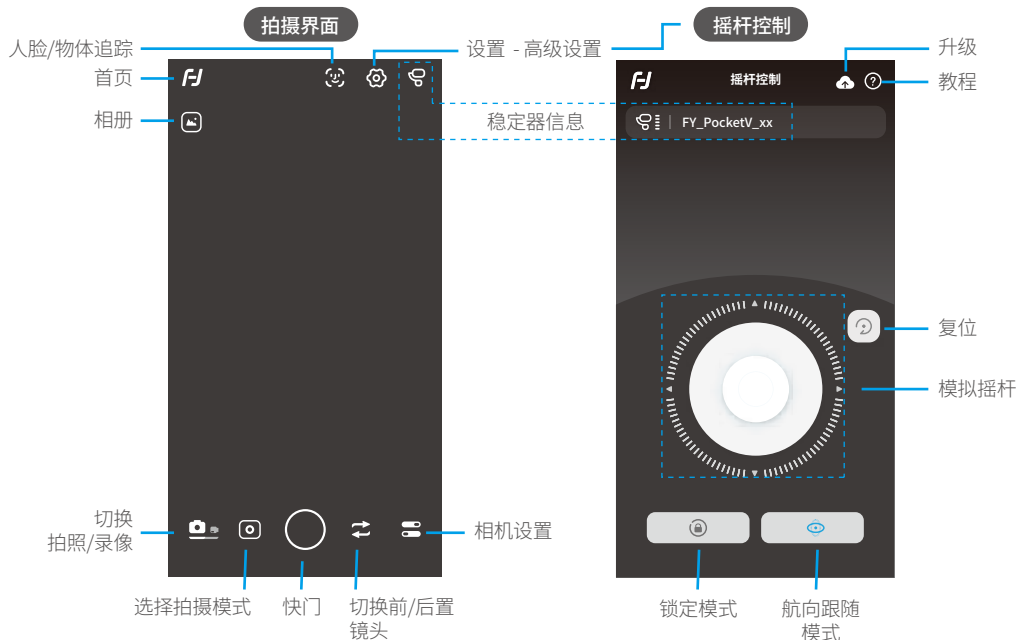 拍摄界面
摇杆控制
人脸/物体追踪
设置 - 高级设置
升级
首页
摇杆控制
教程
相册
稳定器信息
FY_PocketV_xx
复位
模拟摇杆
切换
拍照/录像
相机设置
选择拍摄模式
快门
切换前/后置
镜头
锁定模式
航向跟随
模式